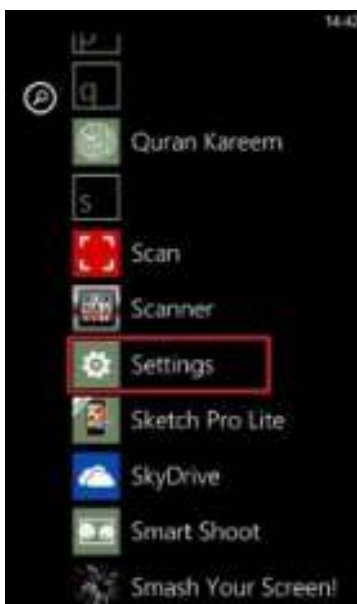 14:42
p
q
Quran Kareem
s
Scan
Scanner
Settings
Sketch Pro Lite
SkyDrive
Smart Shoot
Smash Your Screen!